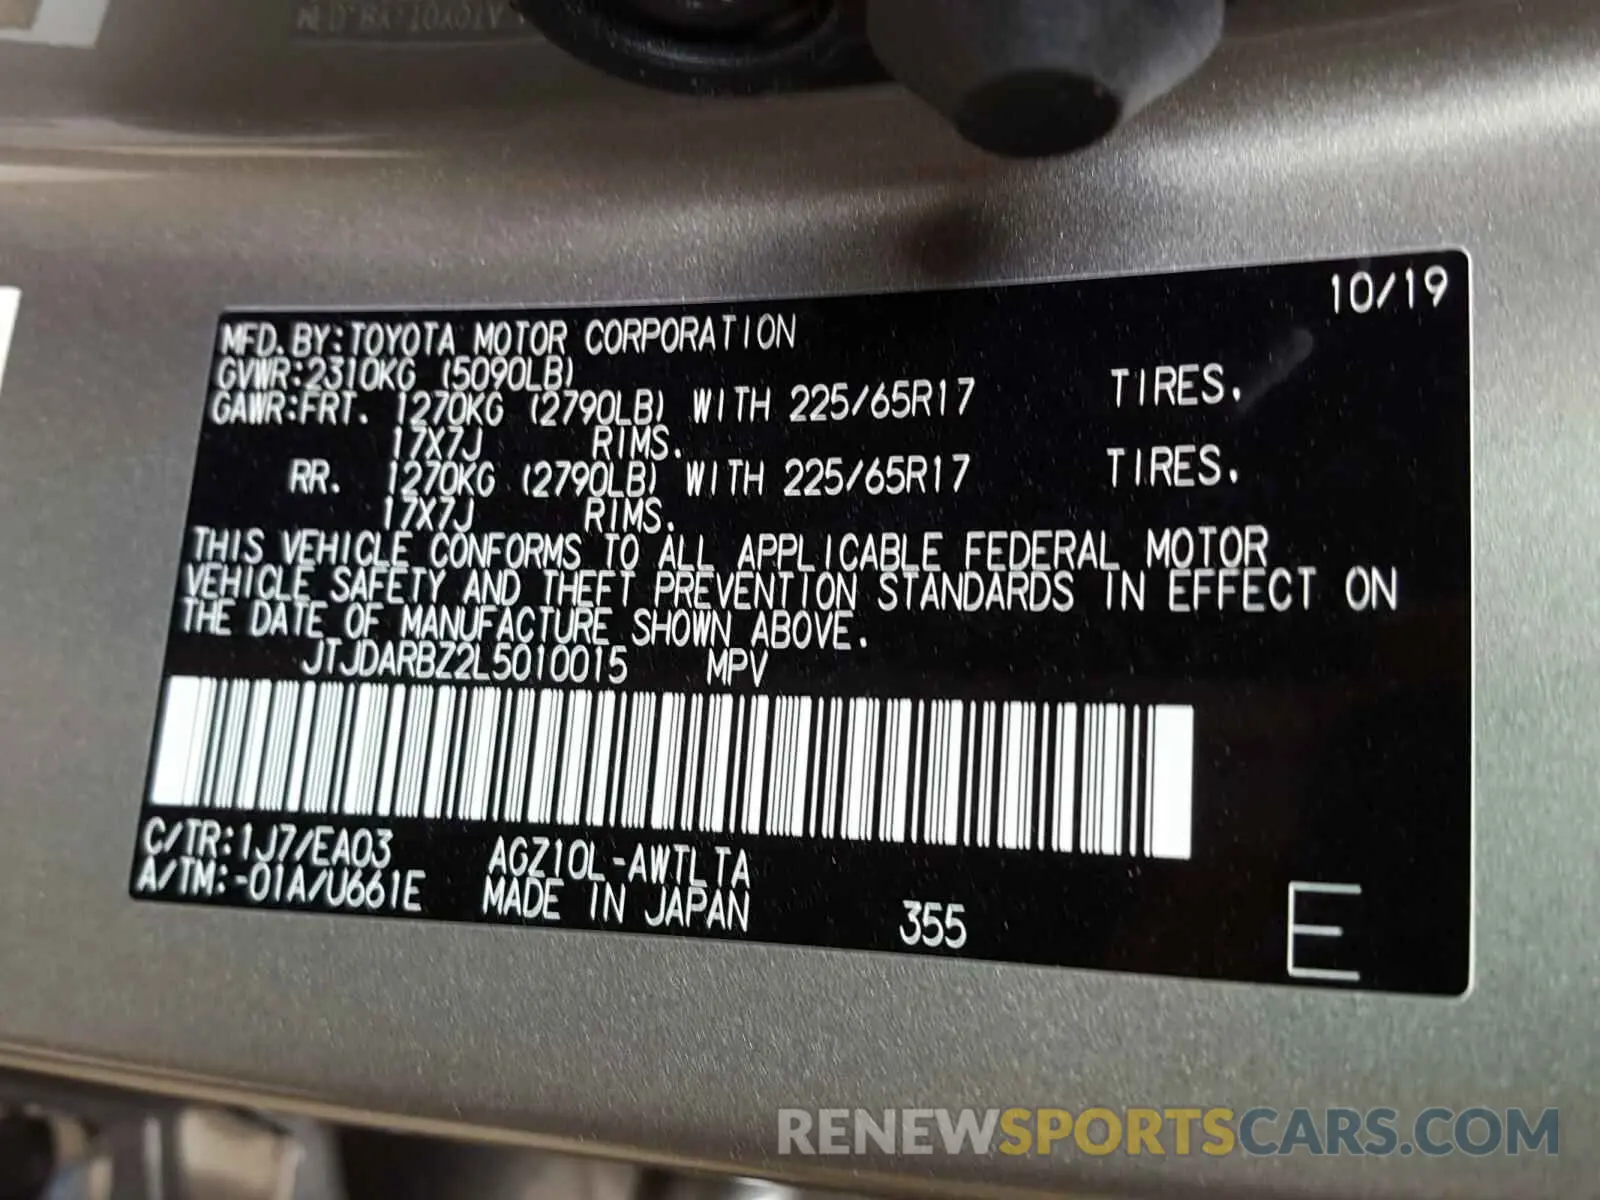 10/19
MFD. BY:TOYOTA MOTOR CORPORATION
GVWR:2310KG (5090LB)
GAWR:FRT. 1270KG (2790LB) WITH 225/65R17 TIRES.
17X7J RIMS.
RR. 1270KG (2790LB) WITH 225/65R17 TIRES.
17X7J RIMS.
THIS VEHICLE CONFORMS TO ALL APPLICABLE FEDERAL MOTOR
VEHICLE SAFETY AND THEFT PREVENTION STANDARDS IN EFFECT ON
THE DATE OF MANUFACTURE SHOWN ABOVE.
JTJDARBZ2L5010015 MPV
C/TR:1J7/EA03 AGZ10L-AWTLTA
A/TM:-01A/U661E MADE IN JAPAN 355 E
RENEWSPORTSCARS.COM